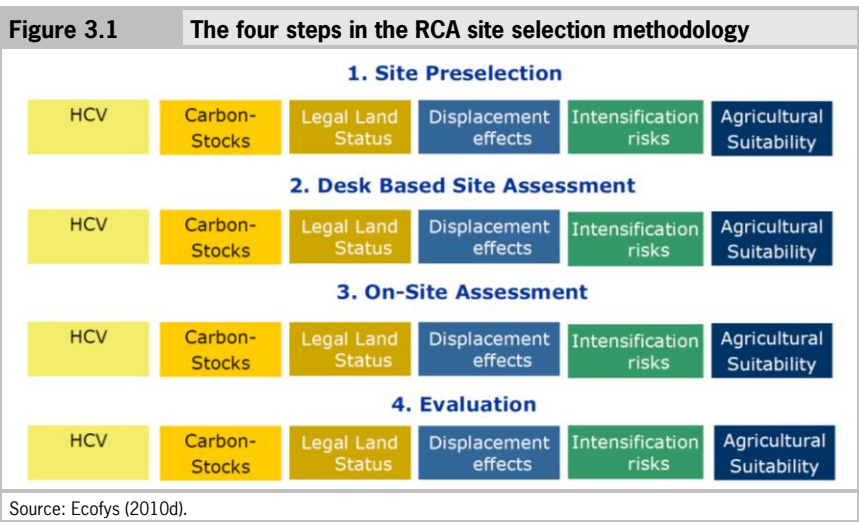 Figure 3.1 The four steps in the RCA site selection methodology
1. Site Preselection
HCV Carbon- Legal Land Displacement Intensification Agricultural
Stocks Status effects risks Suitability
2. Desk Based Site Assessment
HCV Carbon- Legal Land Displacement Intensification Agricultural
Stocks Status effects risks Suitability
3. On-Site Assessment
HCV Carbon- Legal Land Displacement Intensification Agricultural
Stocks Status effects risks Suitability
4. Evaluation
HCV Carbon- Legal Land Displacement Intensification Agricultural
Stocks Status effects risks Suitability
Source: Ecofys (2010d).